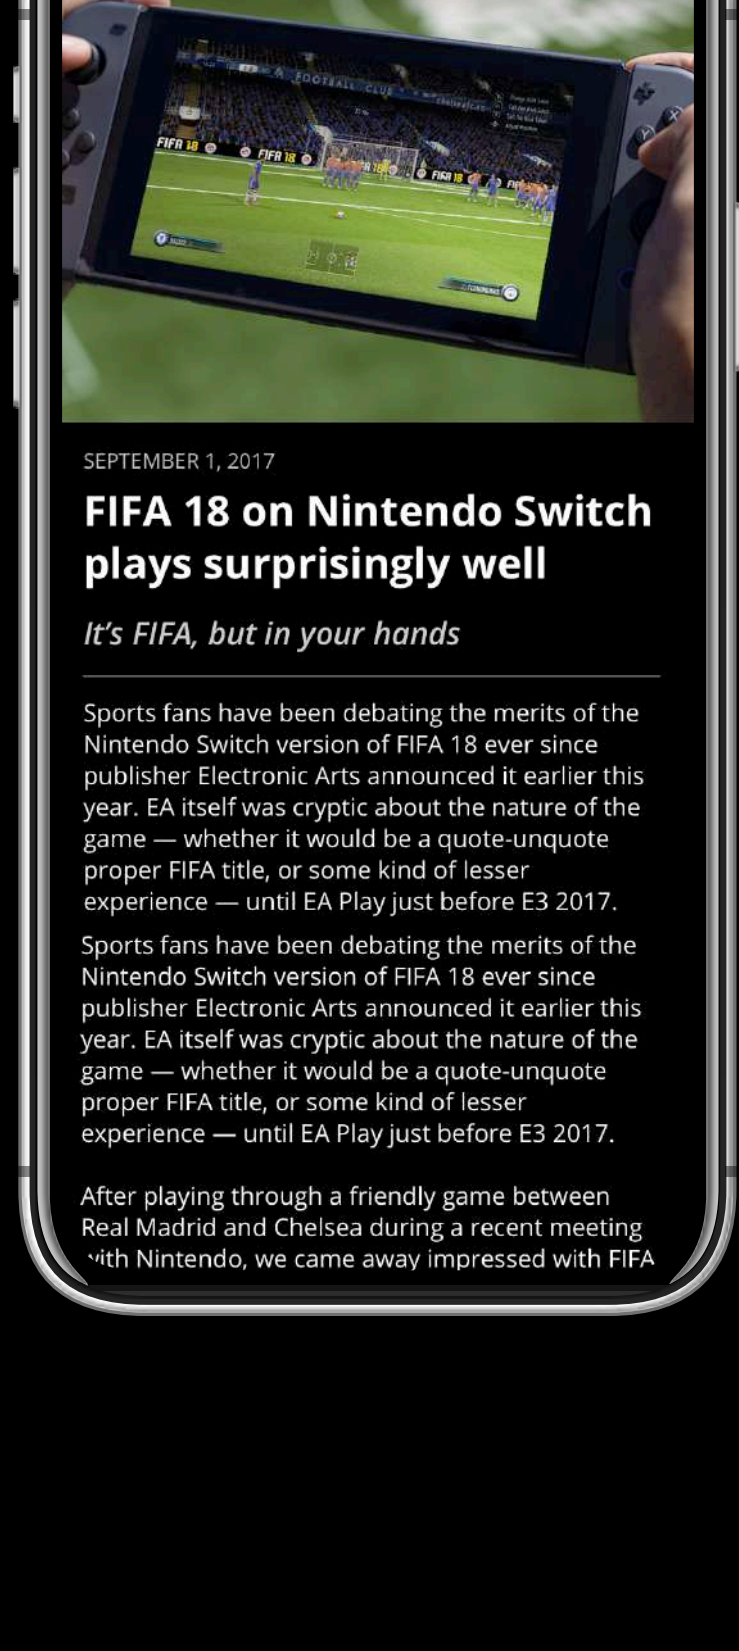 FOOTBALL CLUB
FIFA 18
FIFA 18
FIFA 18
Y
X
SEPTEMBER 1, 2017
FIFA 18 on Nintendo Switch
plays surprisingly well
It's FIFA, but in your hands
Sports fans have been debating the merits of the
Nintendo Switch version of FIFA 18 ever since
publisher Electronic Arts announced it earlier this
year. EA itself was cryptic about the nature of the
game — whether it would be a quote-unquote
proper FIFA title, or some kind of lesser
experience — until EA Play just before E3 2017.
Sports fans have been debating the merits of the
Nintendo Switch version of FIFA 18 ever since
publisher Electronic Arts announced it earlier this
year. EA itself was cryptic about the nature of the
game — whether it would be a quote-unquote
proper FIFA title, or some kind of lesser
experience — until EA Play just before E3 2017.
After playing through a friendly game between
Real Madrid and Chelsea during a recent meeting
with Nintendo, we came away impressed with FIFA